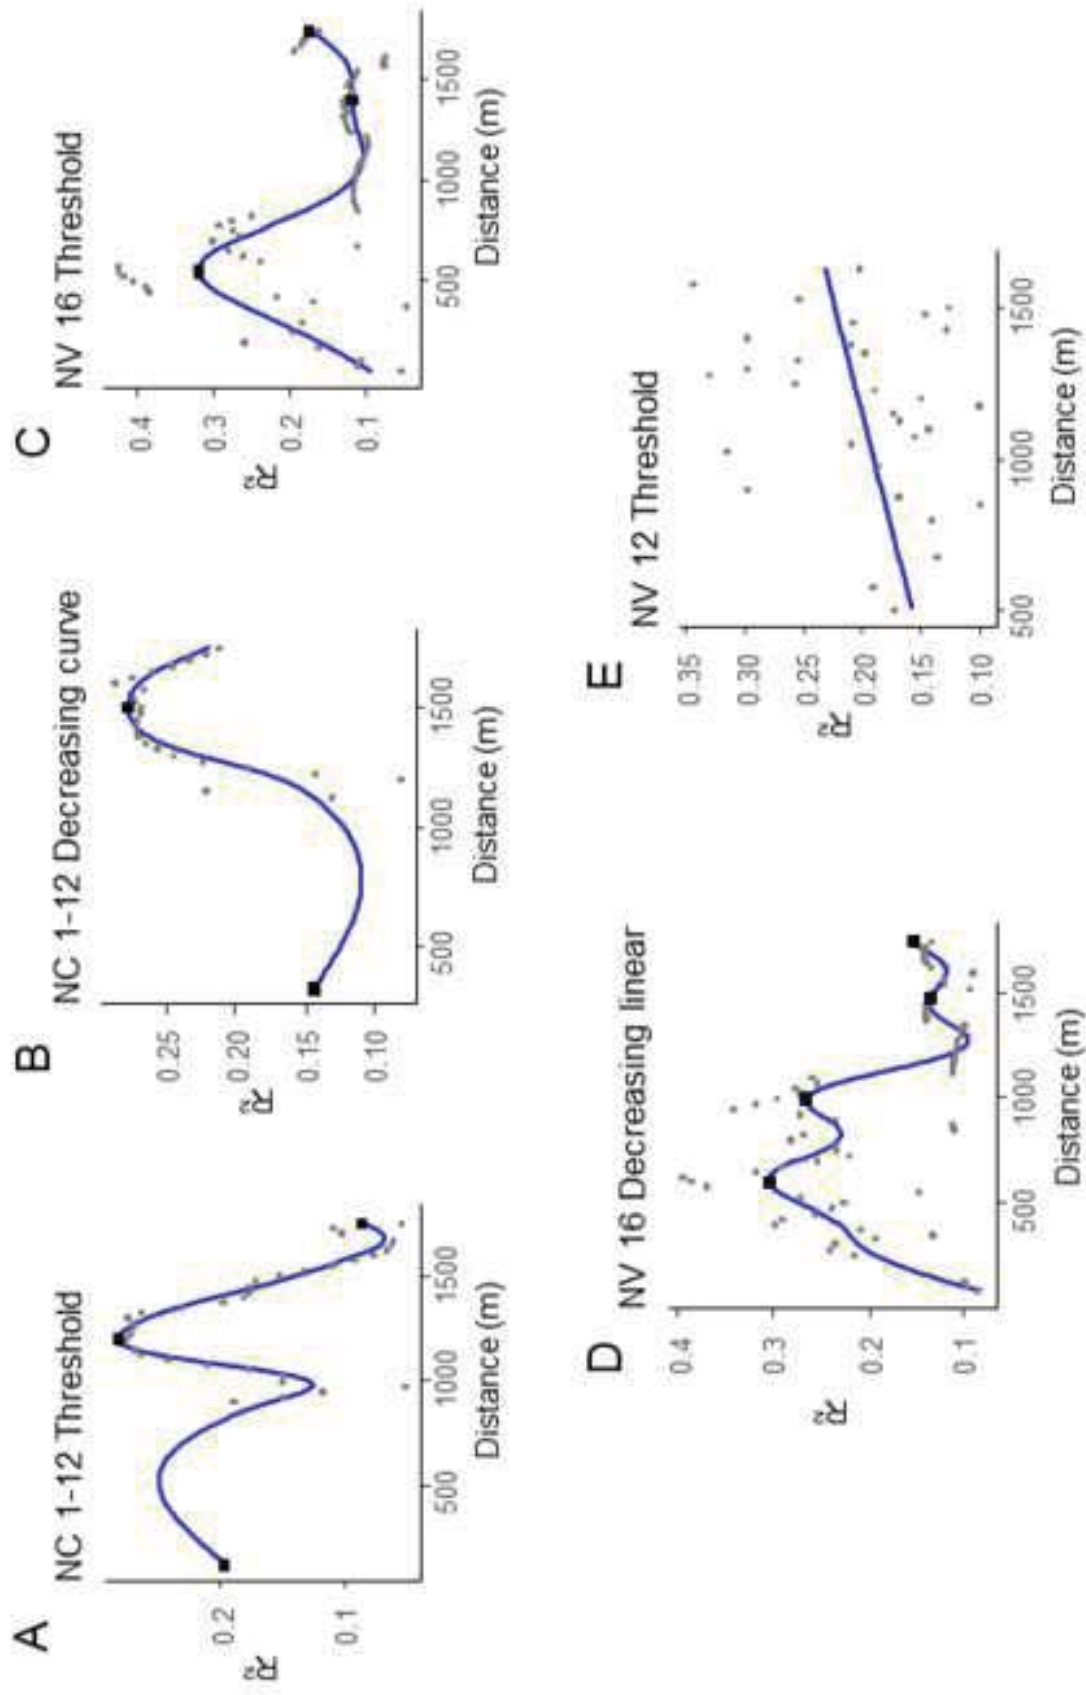 A
NC 1-12 Threshold
R²
0.2
0.1
500
1000
1500
Distance (m)
B
NC 1-12 Decreasing curve
R²
0.25
0.20
0.15
0.10
500
1000
1500
Distance (m)
C
NV 16 Threshold
R²
0.4
0.3
0.2
0.1
500
1000
1500
Distance (m)
D
NV 16 Decreasing linear
R²
0.4
0.3
0.2
0.1
500
1000
1500
Distance (m)
E
NV 12 Threshold
R²
0.35
0.30
0.25
0.20
0.15
0.10
500
1000
1500
Distance (m)